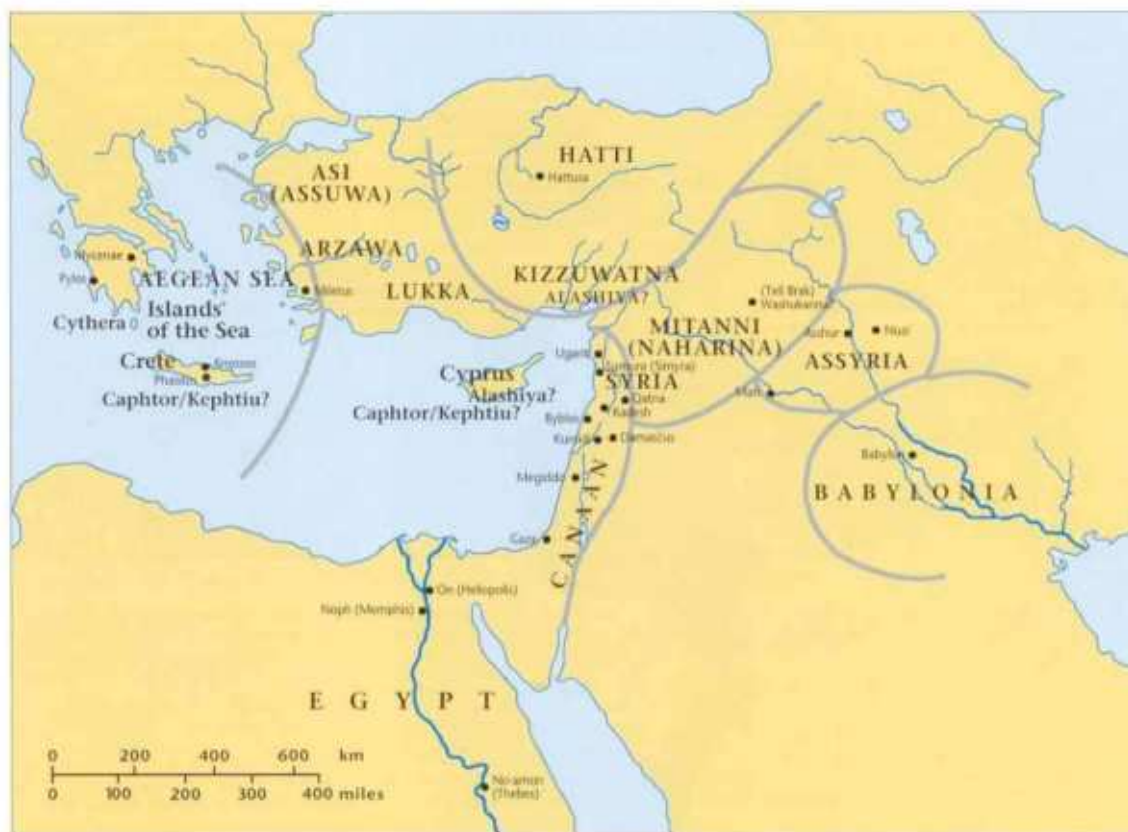 HATTI
Hattusa
ASI
(ASSUWA)
ARZAWA
LUKKA
KIZZUWATNA
ALASHIYA?
Mycenae
Pylos
AEGEAN SEA
Miletus
Islands
of the Sea
Cythera
Crete
Knossos
Phaistos
Caphtor/Kephtiu?
Cyprus
Alashiya?
Caphtor/Kephtiu?
(Tell Brak)
Washukanni
MITANNI
(NAHARINA)
Ashur
Nuzi
ASSYRIA
Ugarit
Sumura (Simyra)
SYRIA
Qatna
Kadesh
Mari
Byblos
Kumidi
Damascus
Babylon
BABYLONIA
Megiddo
CANAAN
Gaza
On (Heliopolis)
Noph (Memphis)
EGYPT
0 200 400 600 km
0 100 200 300 400 miles
No-amon
(Thebes)